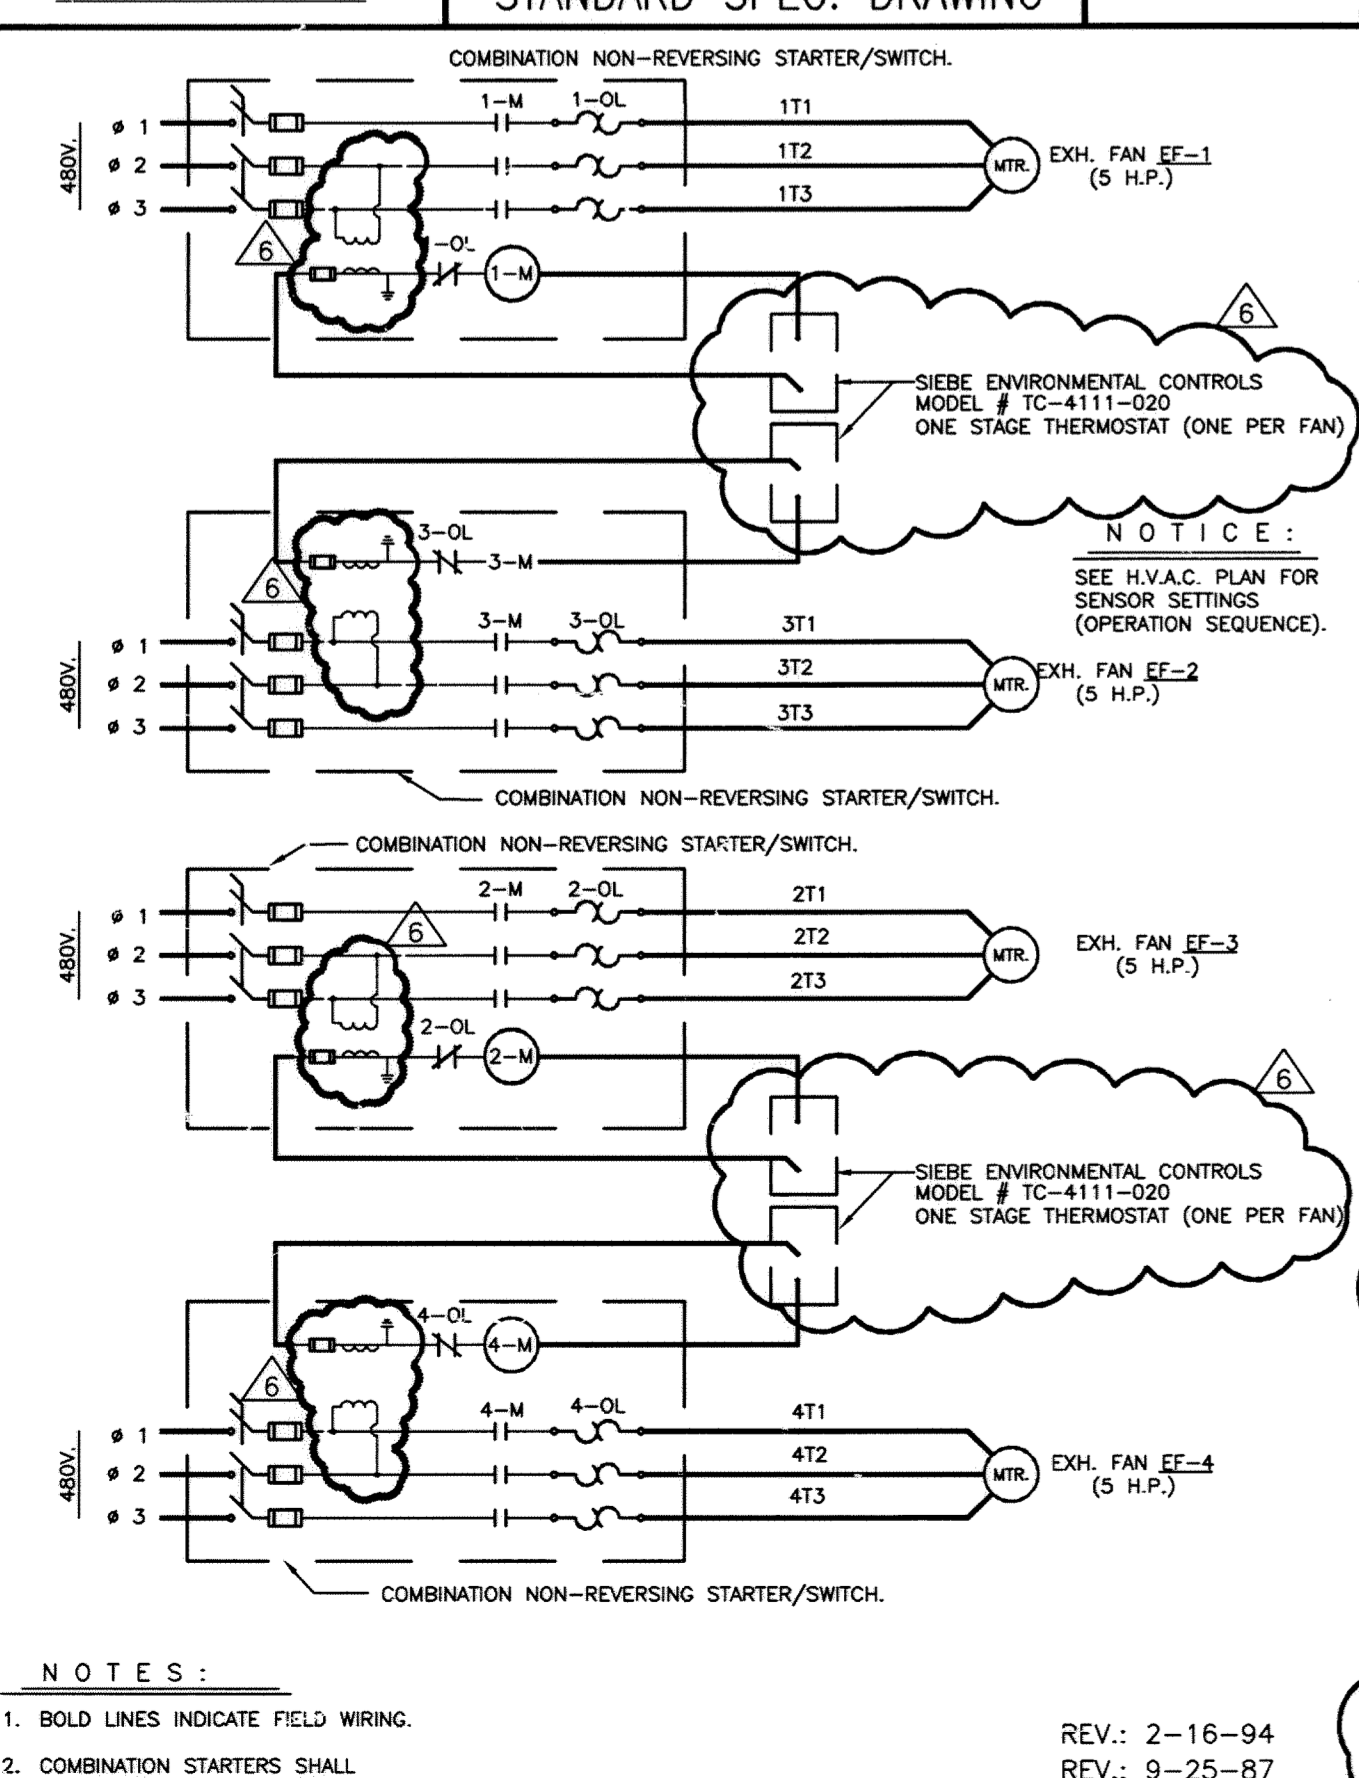 STANDARD SPEC. DRAWING
COMBINATION NON-REVERSING STARTER/SWITCH.
1-M 1-OL
480V.
ø 1
ø 2
ø 3
1T1
1T2
1T3
MTR.
EXH. FAN EF-1
(5 H.P.)
6
1-OL
1-M
6
SIEBE ENVIRONMENTAL CONTROLS
MODEL # TC-4111-020
ONE STAGE THERMOSTAT (ONE PER FAN)
NOTICE:
SEE H.V.A.C. PLAN FOR
SENSOR SETTINGS
(OPERATION SEQUENCE).
3-OL
3-M
6
3-M 3-OL
480V.
ø 1
ø 2
ø 3
3T1
3T2
3T3
MTR.
EXH. FAN EF-2
(5 H.P.)
COMBINATION NON-REVERSING STARTER/SWITCH.
COMBINATION NON-REVERSING STARTER/SWITCH.
2-M 2-OL
480V.
ø 1
ø 2
ø 3
6
2T1
2T2
2T3
MTR.
EXH. FAN EF-3
(5 H.P.)
2-OL
2-M
6
SIEBE ENVIRONMENTAL CONTROLS
MODEL # TC-4111-020
ONE STAGE THERMOSTAT (ONE PER FAN)
4-OL
4-M
6
4-M 4-OL
480V.
ø 1
ø 2
ø 3
4T1
4T2
4T3
MTR.
EXH. FAN EF-4
(5 H.P.)
COMBINATION NON-REVERSING STARTER/SWITCH.
NOTES:
1. BOLD LINES INDICATE FIELD WIRING.
2. COMBINATION STARTERS SHALL
REV.: 2-16-94
REV.: 9-25-87